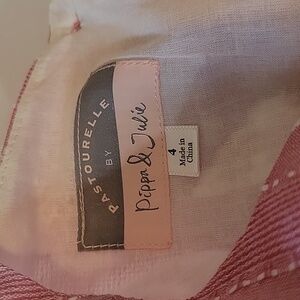 PASTOURELLE
BY
Pippa & Julie
4
Made in
China